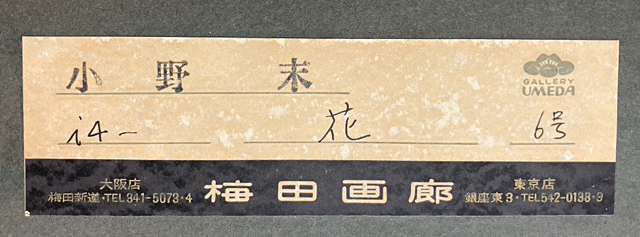 小野末
GALLERY
UMEDA
i4-
花
6号
大阪店
梅田新道・TEL341-5073・4
梅田画廊
東京店
銀座東3・TEL542-0138・9